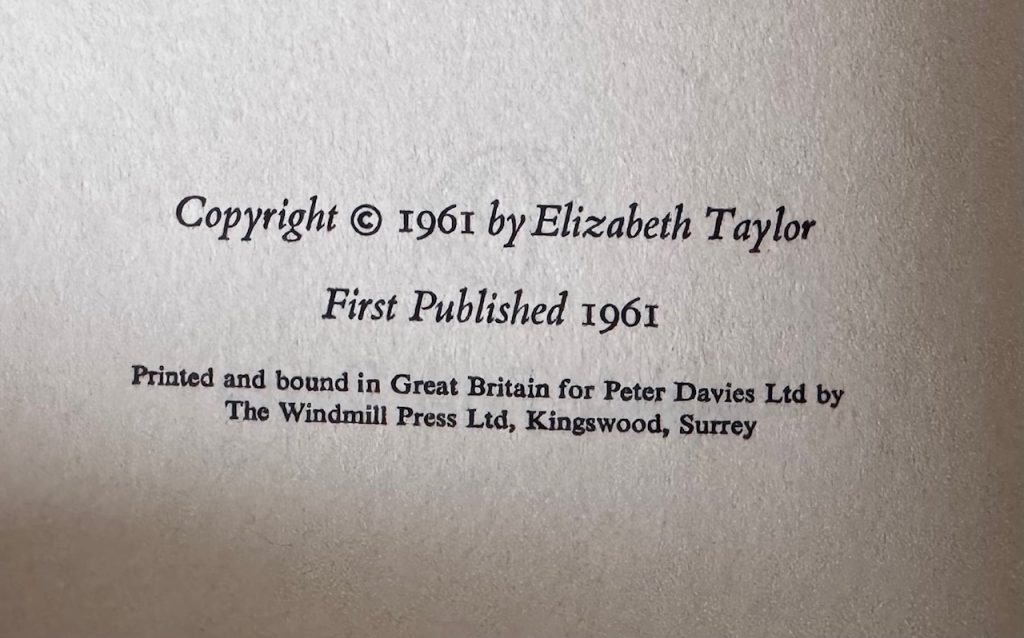 Copyright © 1961 by Elizabeth Taylor
First Published 1961
Printed and bound in Great Britain for Peter Davies Ltd by
The Windmill Press Ltd, Kingswood, Surrey